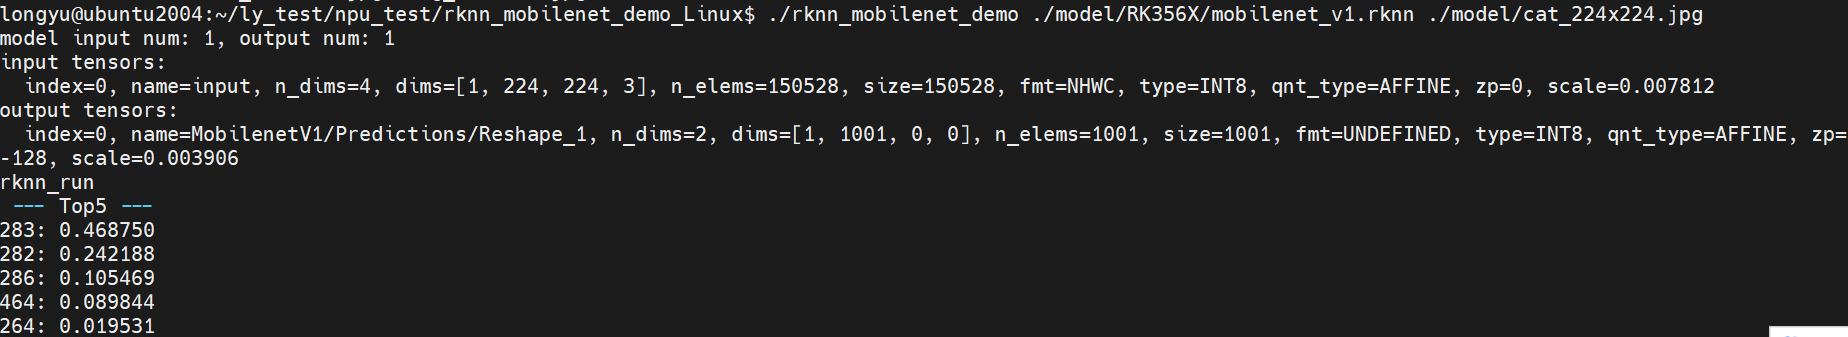 longyu@ubuntu2004:~/ly_test/npu_test/rknn_mobilenet_demo_Linux$ ./rknn_mobilenet_demo ./model/RK356X/mobilenet_v1.rknn ./model/cat_224x224.jpg
model input num: 1, output num: 1
input tensors:
  index=0, name=input, n_dims=4, dims=[1, 224, 224, 3], n_elems=150528, size=150528, fmt=NHWC, type=INT8, qnt_type=AFFINE, zp=0, scale=0.007812
output tensors:
  index=0, name=MobilenetV1/Predictions/Reshape_1, n_dims=2, dims=[1, 1001, 0, 0], n_elems=1001, size=1001, fmt=UNDEFINED, type=INT8, qnt_type=AFFINE, zp=
-128, scale=0.003906
rknn_run
 --- Top5 ---
283: 0.468750
282: 0.242188
286: 0.105469
464: 0.089844
264: 0.019531